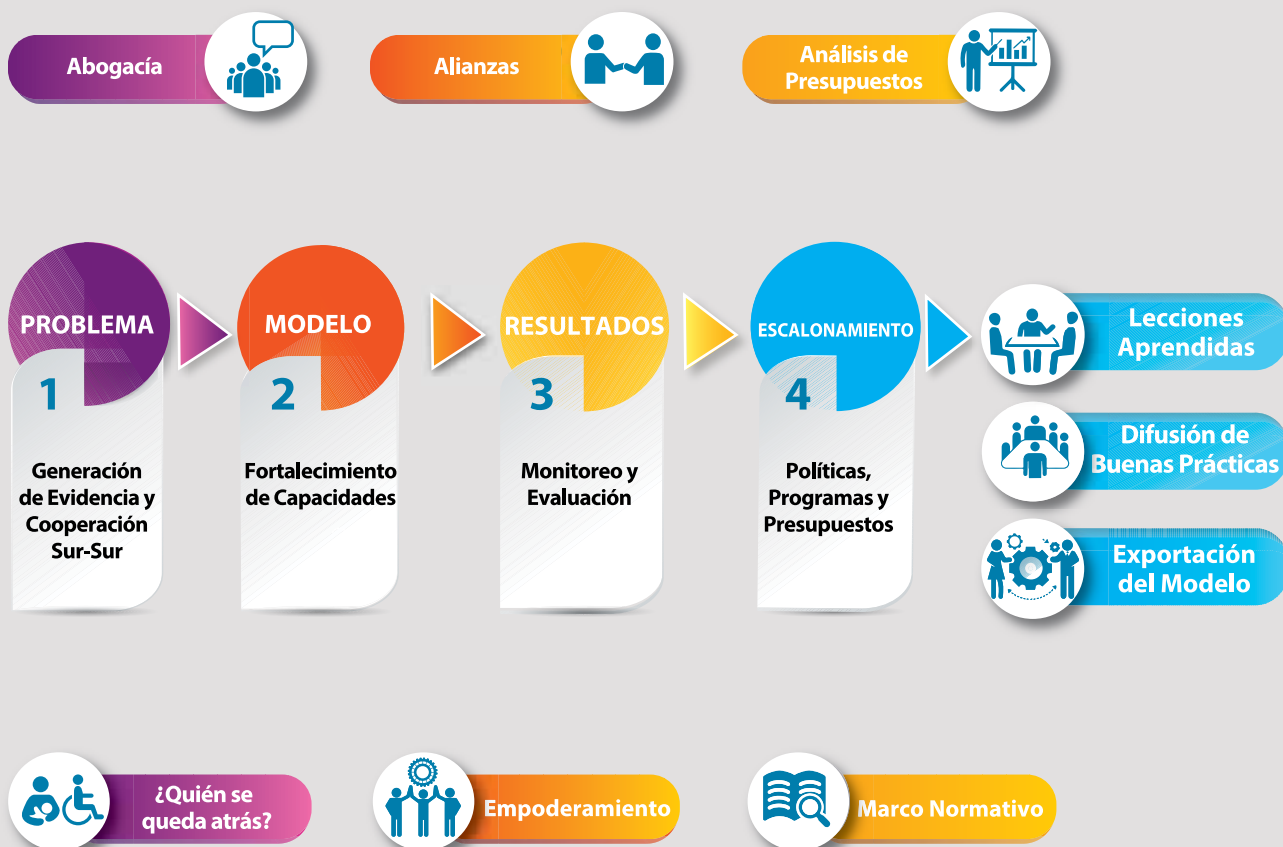 Abogacía
Alianzas
Análisis de
Presupuestos
PROBLEMA
1
Generación
de Evidencia y
Cooperación
Sur-Sur
MODELO
2
Fortalecimiento
de Capacidades
RESULTADOS
3
Monitoreo y
Evaluación
ESCALONAMIENTO
4
Políticas,
Programas y
Presupuestos
Lecciones
Aprendidas
Difusión de
Buenas Prácticas
Exportación
del Modelo
¿Quién se
queda atrás?
Empoderamiento
Marco Normativo